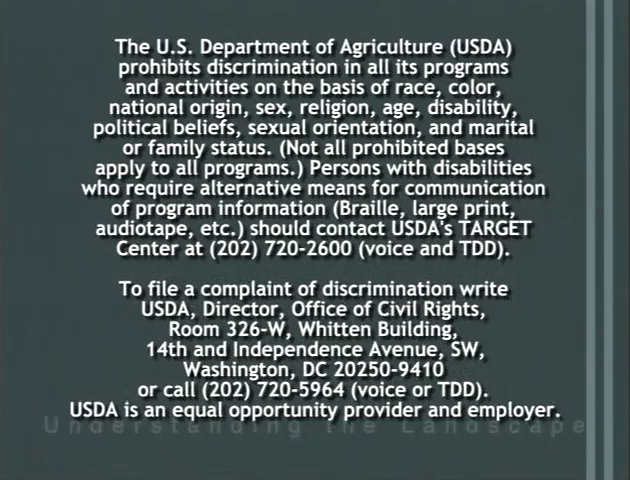 The U.S. Department of Agriculture (USDA)
prohibits discrimination in all its programs
and activities on the basis of race, color,
national origin, sex, religion, age, disability,
political beliefs, sexual orientation, and marital
or family status. (Not all prohibited bases
apply to all programs.) Persons with disabilities
who require alternative means for communication
of program information (Braille, large print,
audiotape, etc.) should contact USDA's TARGET
Center at (202) 720-2600 (voice and TDD).
To file a complaint of discrimination write
USDA, Director, Office of Civil Rights,
Room 326-W, Whitten Building,
14th and Independence Avenue, SW,
Washington, DC 20250-9410
or call (202) 720-5964 (voice or TDD).
USDA is an equal opportunity provider and employer.
Understanding the Landscape